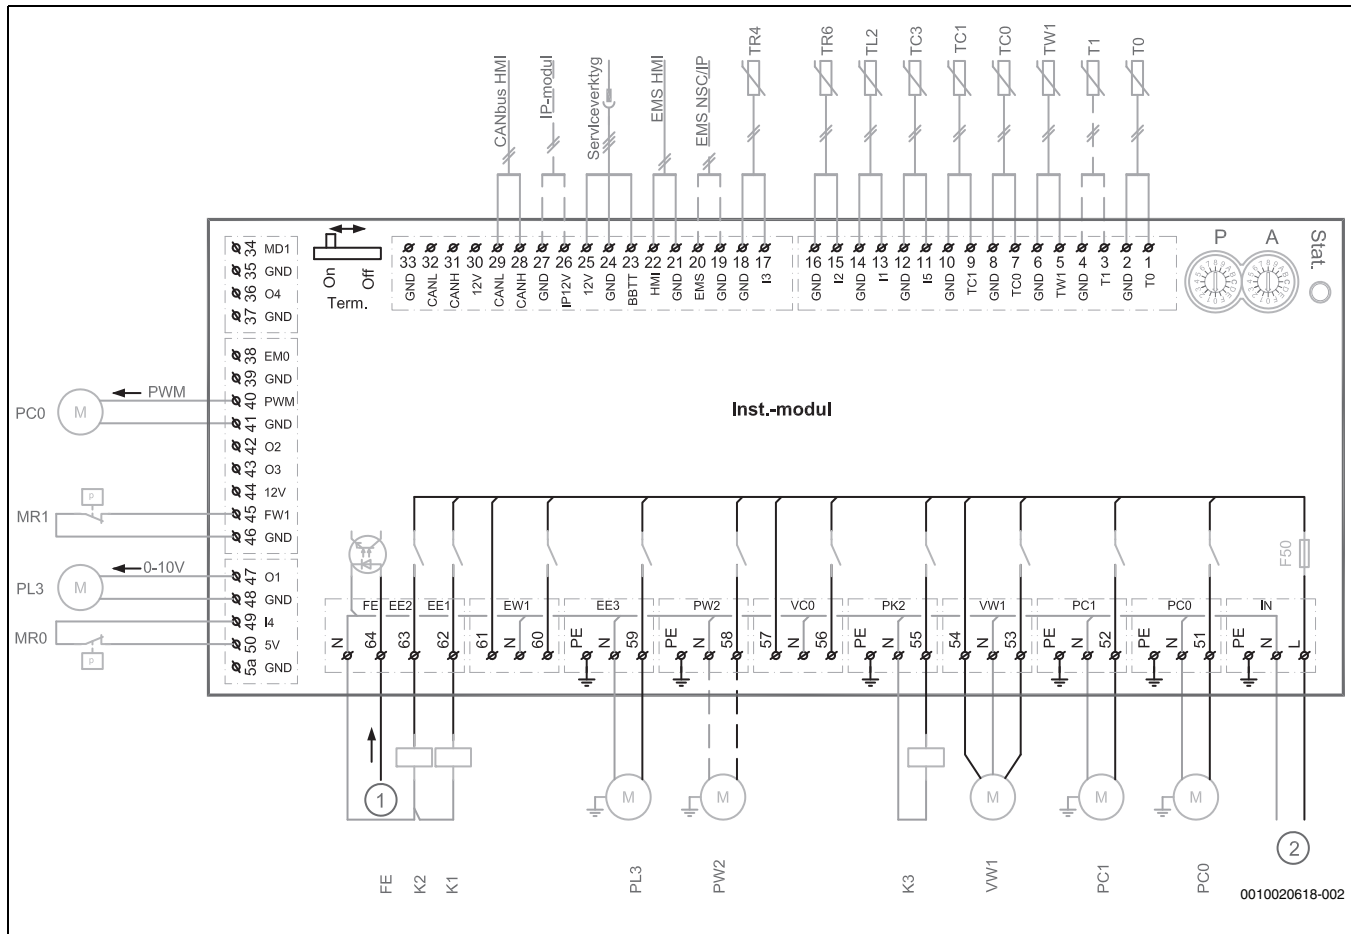 CANbus HMI
IP-modul
Serviceverktyg
EMS HMI
EMS NSC/IP
TR4
TR6
TL2
TC3
TC1
TC0
TW1
T1
T0
On
Off
Term.
33 32 31 30 29 28 27 26 25 24 23 22 21 20 19 18 17
GND CANL CANH 12V CANL CANH GND IP12V 12V GND BBTT HMI GND EMS GND GND I3
16 15 14 13 12 11 10 9 8 7 6 5 4 3 2 1
GND I2 GND I1 GND I5 GND TC1 GND TC0 GND TW1 GND T1 GND T0
P
A
Stat.
34 MD1
35 GND
36 O4
37 GND
38 EM0
39 GND
40 PWM
41 GND
42 O2
43 O3
44 12V
45 FW1
46 GND
47 O1
48 GND
49 I4
50 5V
5a GND
PC0
M
PWM
MR1
P
PL3
M
0-10V
MR0
P
Inst.-modul
F50
FE EE2 EE1 EW1 EE3 PW2 VC0 PK2 VW1 PC1 PC0 IN
N 64 63 62 61 N 60 PE N 59 PE N 58 57 N 56 PE N 55 54 N 53 PE N 52 PE N 51 PE N L
1
M
M
M
M
M
2
FE
K2
K1
PL3
PW2
K3
VW1
PC1
PC0
0010020618-002